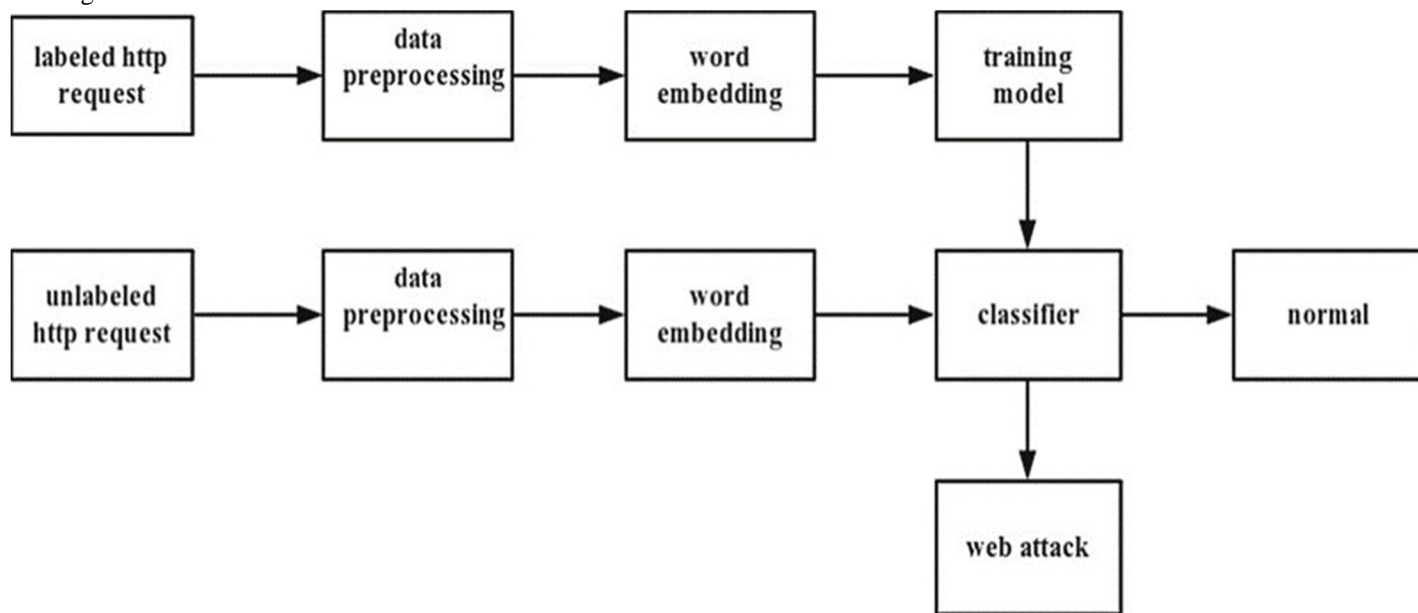 labeled http
request
data
preprocessing
word
embedding
training
model
unlabeled
http request
data
preprocessing
word
embedding
classifier
normal
web attack